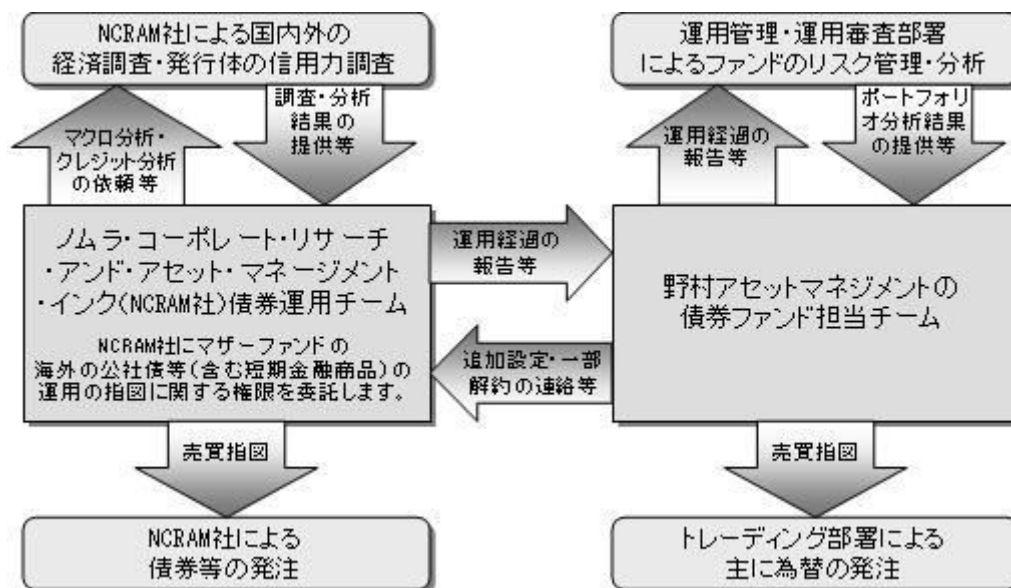 NCRAM社による国内外の
経済調査・発行体の信用力調査
運用管理・運用審査部署
によるファンドのリスク管理・分析
マクロ分析・
クレジット分析
の依頼等
調査・分析
結果の
提供等
運用経過の
報告等
ポートフォリ
オ分析結果
の提供等
ノムラ・コーポレート・リサーチ
・アンド・アセット・マネージメント
・インク(NCRAM社)債券運用チーム
NCRAM社にマザーファンドの
海外の公社債等(含む短期金融商品)の
運用の指図に関する権限を委託します。
運用経過の
報告等
追加設定・一部
解約の連絡等
野村アセットマネジメントの
債券ファンド担当チーム
売買指図
売買指図
NCRAM社による
債券等の発注
トレーディング部署による
主に為替の発注